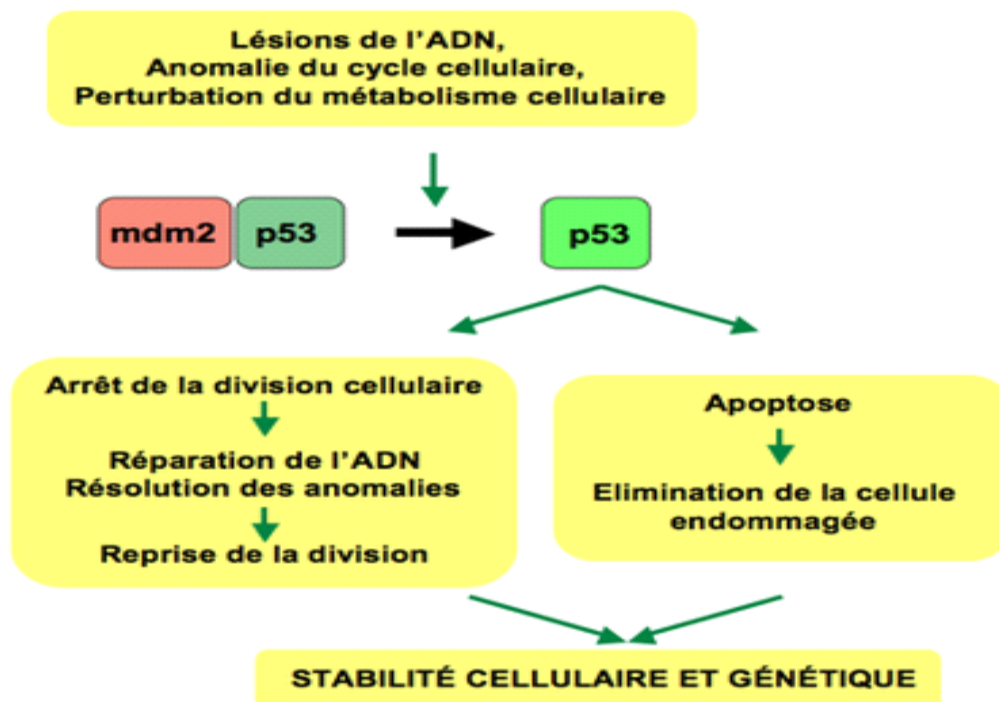 Lésions de l'ADN,
Anomalie du cycle cellulaire,
Perturbation du métabolisme cellulaire
mdm2 p53 p53
Arrêt de la division cellulaire
Réparation de l'ADN
Résolution des anomalies
Reprise de la division
Apoptose
Elimination de la cellule
endommagée
STABILITÉ CELLULAIRE ET GÉNÉTIQUE